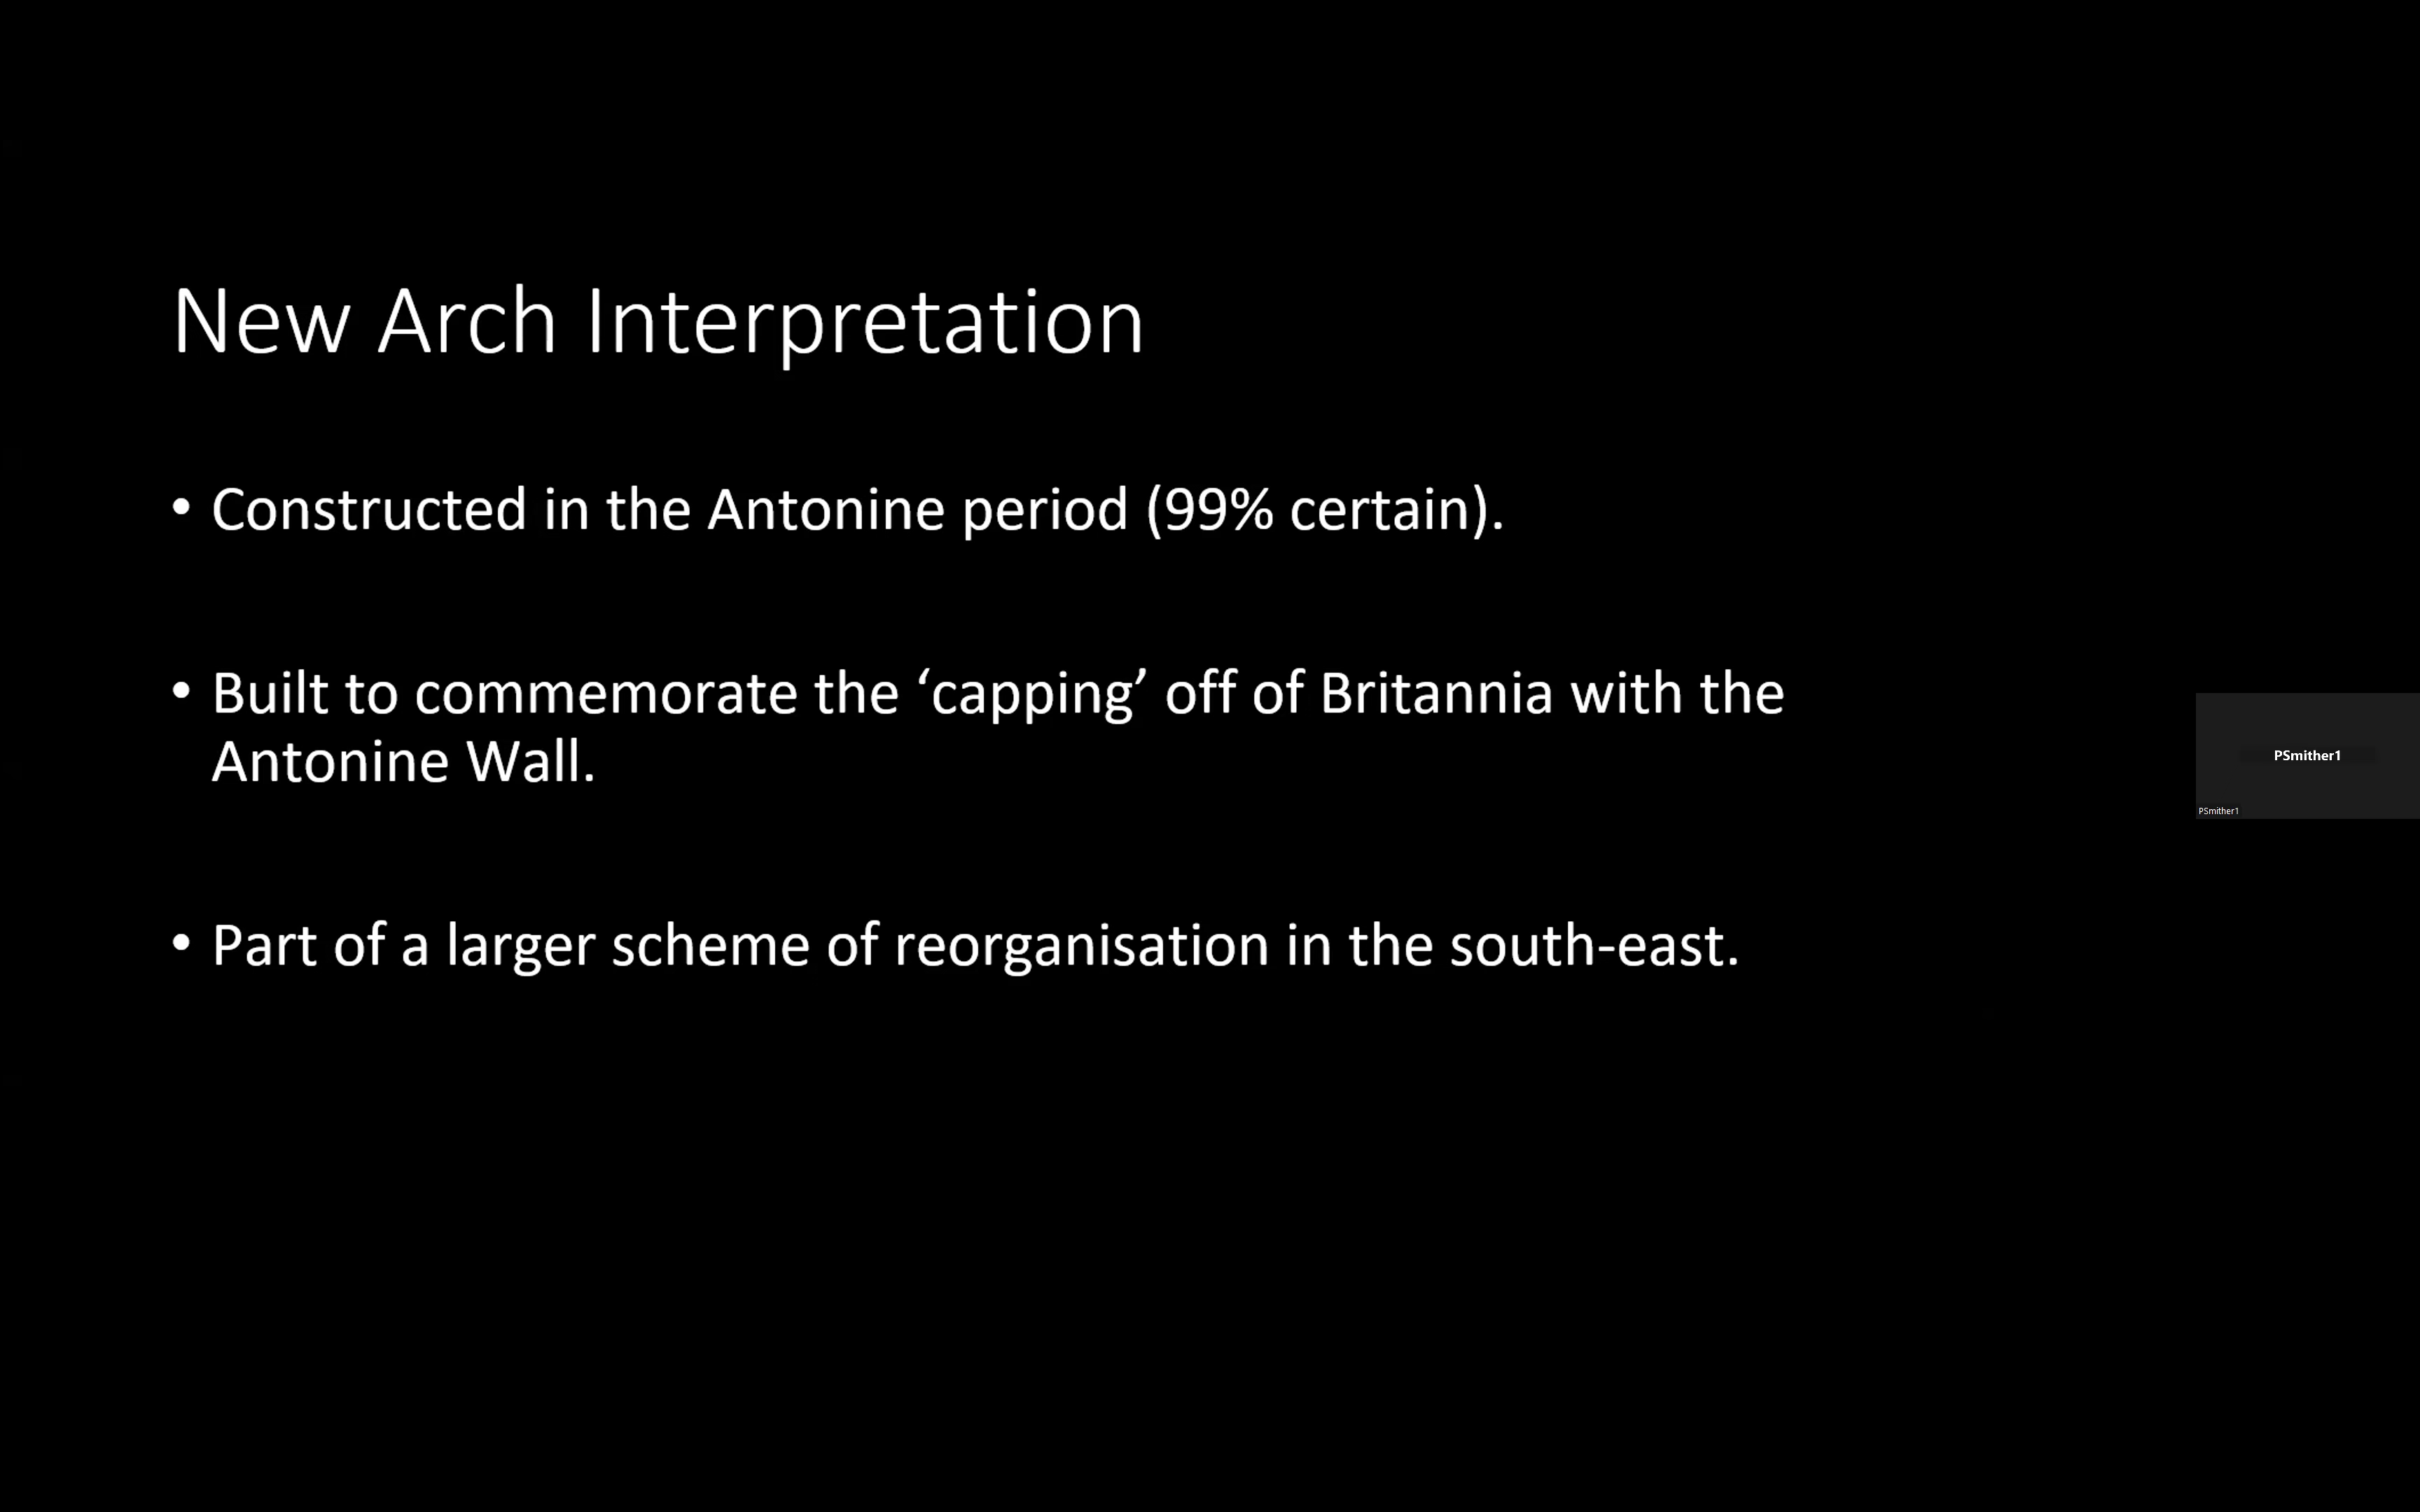 New Arch Interpretation
• Constructed in the Antonine period (99% certain).
• Built to commemorate the ‘capping’ off of Britannia with the
Antonine Wall.
• Part of a larger scheme of reorganisation in the south-east.
PSmither1
PSmither1